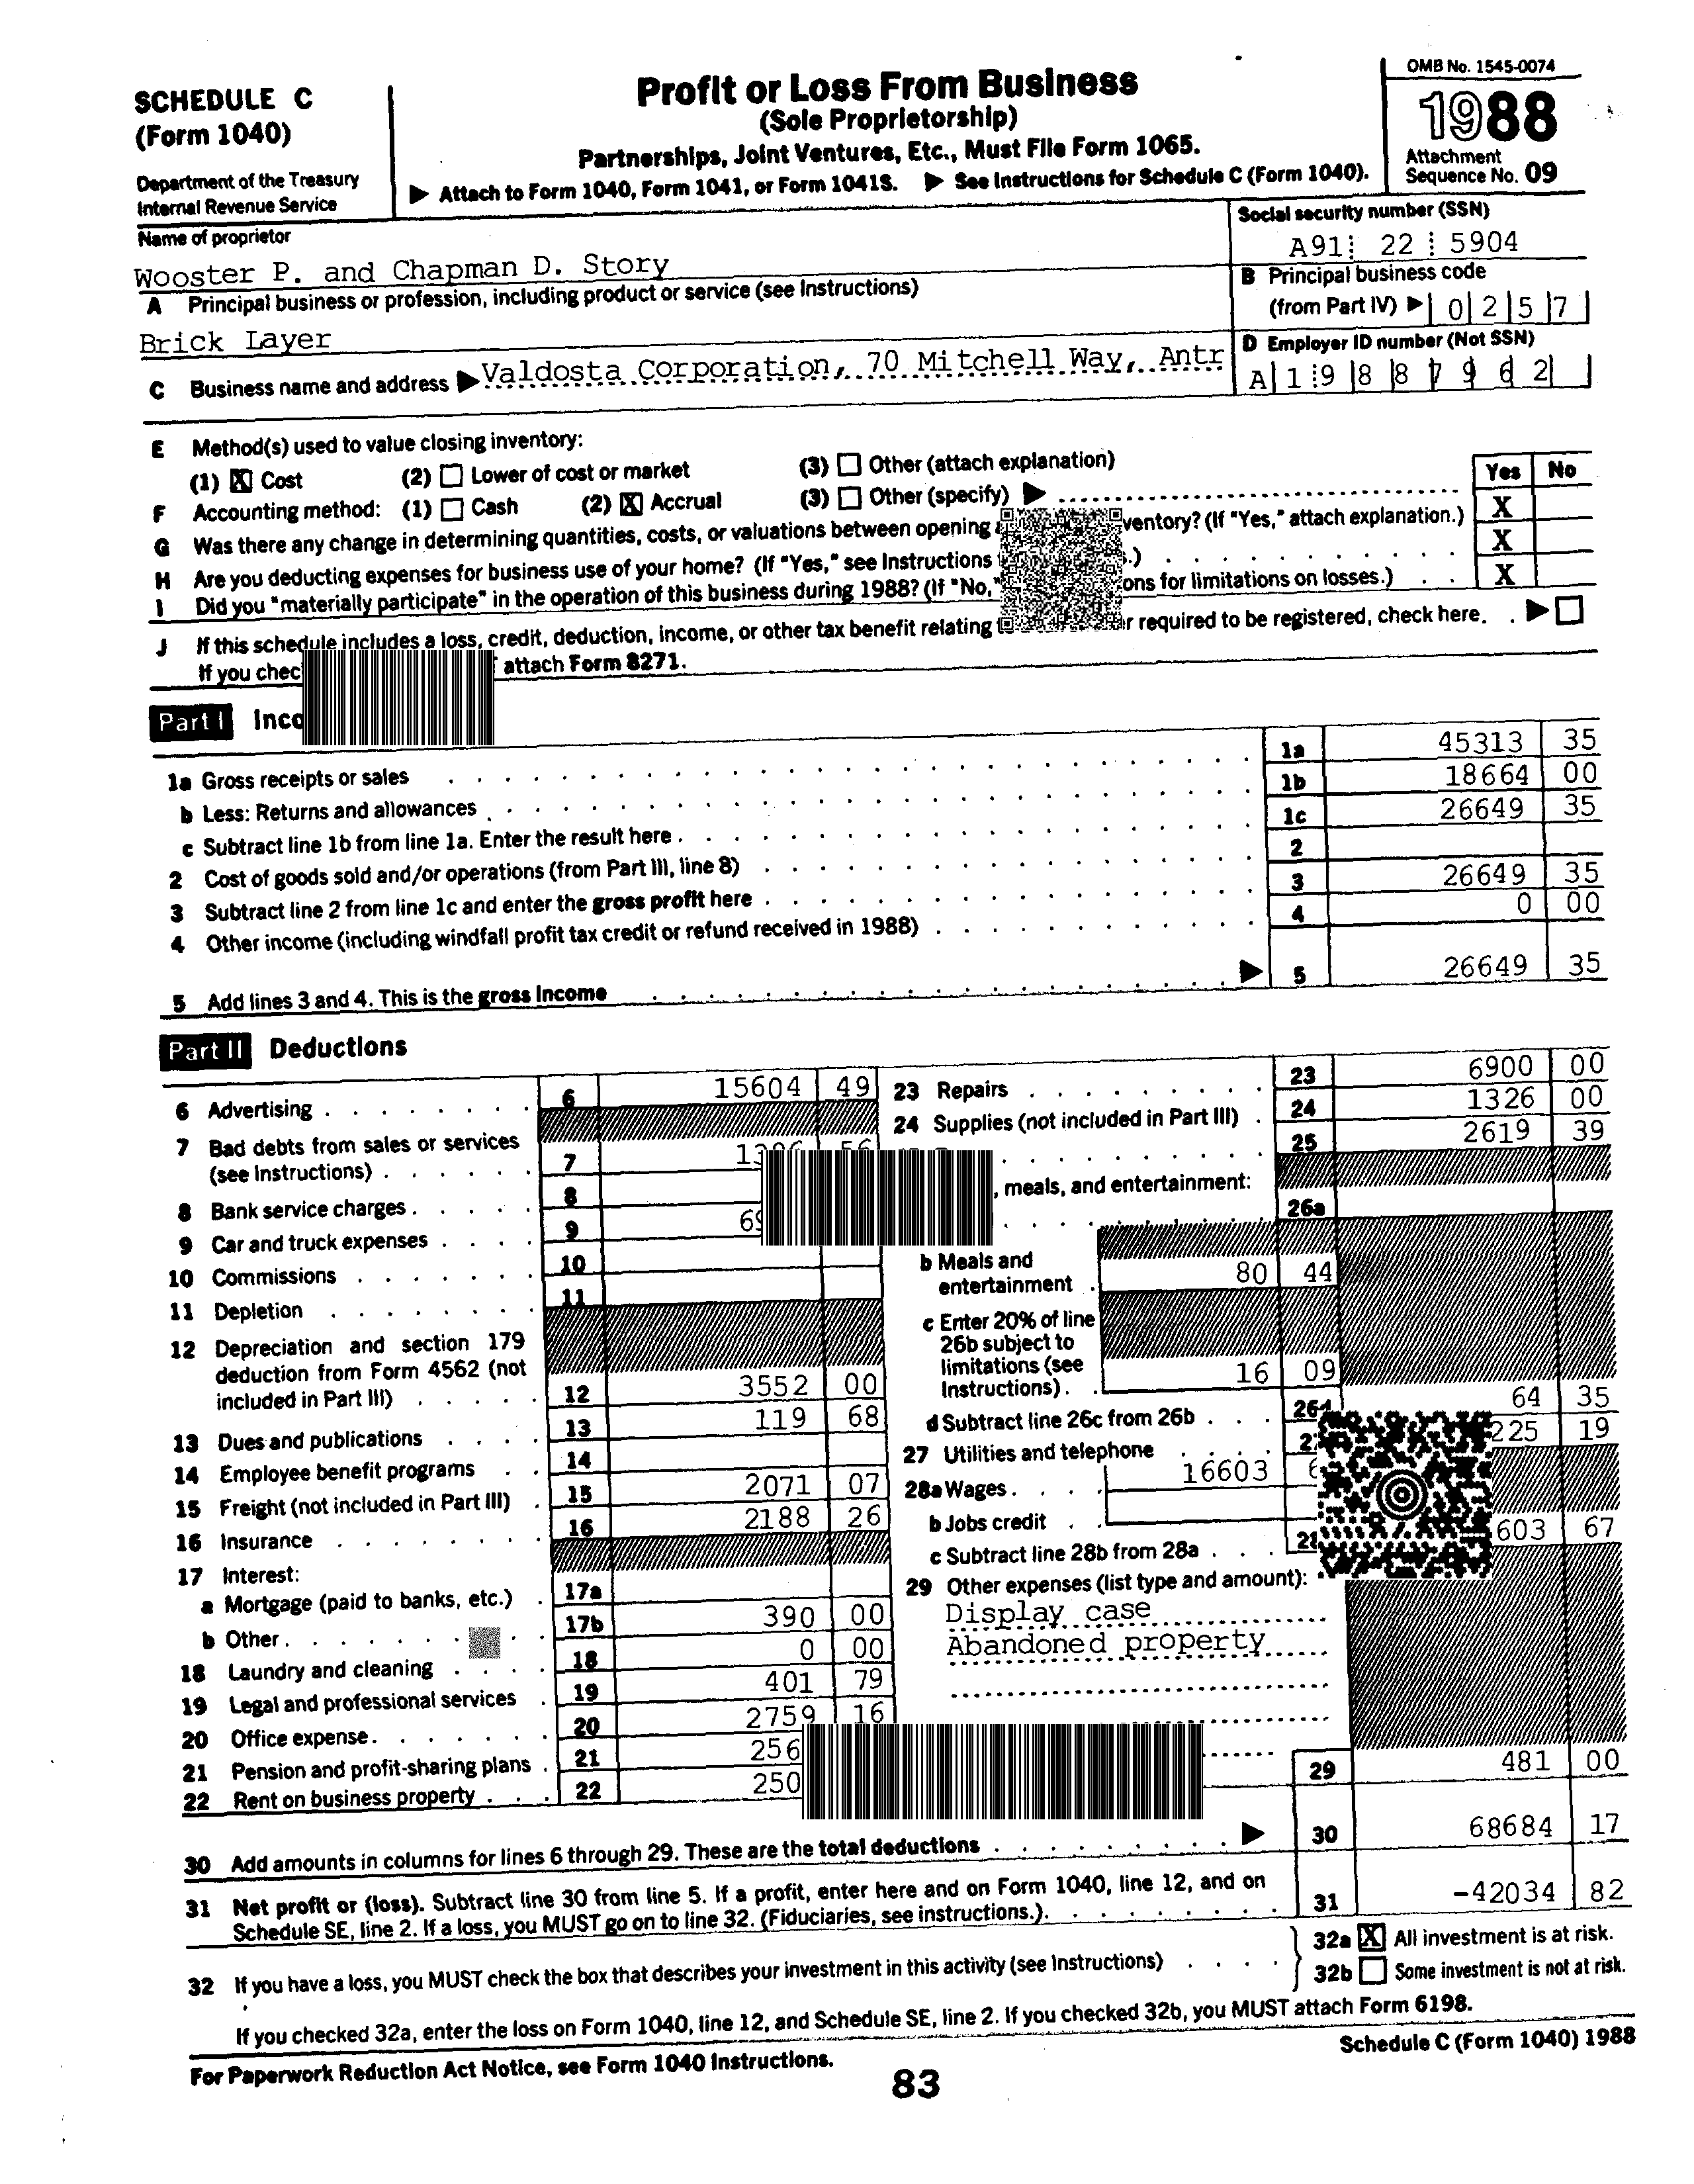 SCHEDULE C
(Form 1040)
Department of the Treasury
Internal Revenue Service
Profit or Loss From Business
(Sole Proprietorship)
Partnerships, Joint Ventures, Etc., Must File Form 1065.
▶ Attach to Form 1040, Form 1041, or Form 1041S. ▶ See Instructions for Schedule C (Form 1040).
OMB No. 1545-0074
1988
Attachment
Sequence No. 09
Name of proprietor
Wooster P. and Chapman D. Story
Social security number (SSN)
A91 22 5904
A Principal business or profession, including product or service (see Instructions)
Brick Layer
B Principal business code
(from Part IV) ▶ 0 2 5 7
C Business name and address ▶ Valdosta Corporation, 70 Mitchell Way, Antr
D Employer ID number (Not SSN)
A 1 9 8 8 7 9 6 2
E Method(s) used to value closing inventory:
(1) X Cost (2) Lower of cost or market (3) Other (attach explanation)
F Accounting method: (1) Cash (2) X Accrual (3) Other (specify) ▶
Yes No
G Was there any change in determining quantities, costs, or valuations between opening ventory? (If "Yes," attach explanation.) X
H Are you deducting expenses for business use of your home? (If "Yes," see Instructions .) X
I Did you "materially participate" in the operation of this business during 1988? (If "No," ons for limitations on losses.) X
J If this schedule includes a loss, credit, deduction, income, or other tax benefit relating r required to be registered, check here. ▶
If you chec attach Form 8271.
Part I Inco
1a Gross receipts or sales 1a 45313 35
b Less: Returns and allowances 1b 18664 00
c Subtract line 1b from line 1a. Enter the result here 1c 26649 35
2 Cost of goods sold and/or operations (from Part III, line 8) 2
3 Subtract line 2 from line 1c and enter the gross profit here 3 26649 35
4 Other income (including windfall profit tax credit or refund received in 1988) 4 0 00
5 Add lines 3 and 4. This is the gross income ▶ 5 26649 35
Part II Deductions
6 Advertising 6 15604 49
7 Bad debts from sales or services
(see Instructions) 7
8 Bank service charges 8
9 Car and truck expenses 9
10 Commissions 10
11 Depletion 11
12 Depreciation and section 179
deduction from Form 4562 (not
included in Part III) 12 3552 00
13 Dues and publications 13 119 68
14 Employee benefit programs 14
15 Freight (not included in Part III) 15 2071 07
16 Insurance 16 2188 26
17 Interest:
a Mortgage (paid to banks, etc.) 17a
b Other 17b 390 00
18 Laundry and cleaning 18 0 00
19 Legal and professional services 19 401 79
20 Office expense 20 2759 16
21 Pension and profit-sharing plans 21 256
22 Rent on business property 22 250
23 Repairs 23 6900 00
24 Supplies (not included in Part III) 24 1326 00
25 2619 39
, meals, and entertainment:
26a
b Meals and
entertainment 80 44
c Enter 20% of line
26b subject to
limitations (see
Instructions) 16 09
d Subtract line 26c from 26b 64 35
27 Utilities and telephone 225 19
28a Wages 16603
b Jobs credit
c Subtract line 28b from 28a 603 67
29 Other expenses (list type and amount):
Display case
Abandoned property
29 481 00
30 Add amounts in columns for lines 6 through 29. These are the total deductions ▶ 30 68684 17
31 Net profit or (loss). Subtract line 30 from line 5. If a profit, enter here and on Form 1040, line 12, and on
Schedule SE, line 2. If a loss, you MUST go on to line 32. (Fiduciaries, see instructions.) 31 -42034 82
32 If you have a loss, you MUST check the box that describes your investment in this activity (see Instructions)
32a X All investment is at risk.
32b Some investment is not at risk.
If you checked 32a, enter the loss on Form 1040, line 12, and Schedule SE, line 2. If you checked 32b, you MUST attach Form 6198.
For Paperwork Reduction Act Notice, see Form 1040 Instructions.
Schedule C (Form 1040) 1988
83